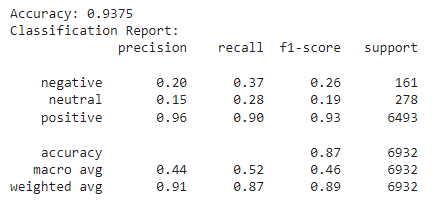 Accuracy: 0.9375
Classification Report:
precision recall f1-score support
negative 0.20 0.37 0.26 161
neutral 0.15 0.28 0.19 278
positive 0.96 0.90 0.93 6493
accuracy 0.87 6932
macro avg 0.44 0.52 0.46 6932
weighted avg 0.91 0.87 0.89 6932